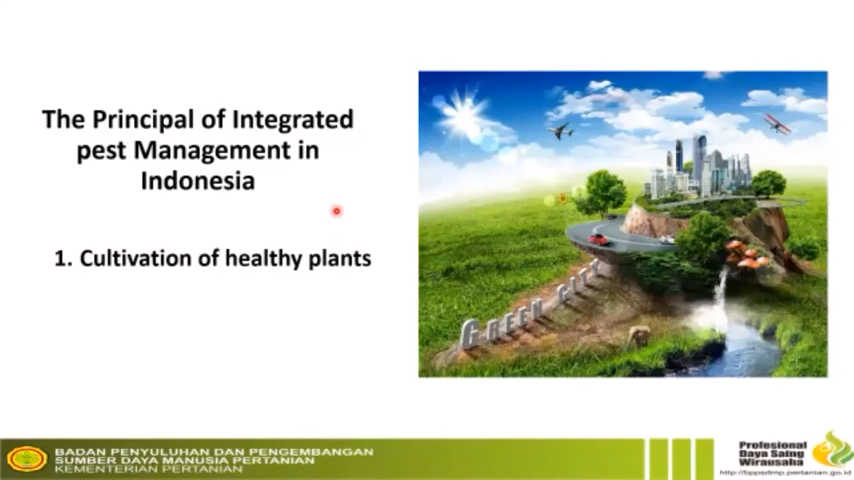 The Principal of Integrated
pest Management in
Indonesia
1. Cultivation of healthy plants
GREEN CITY
BADAN PENYULUHAN DAN PENGEMBANGAN
SUMBER DAYA MANUSIA PERTANIAN
KEMENTERIAN PERTANIAN
Profesional
Daya Saing
Wirausaha
http://bppsdmp.pertanian.go.id